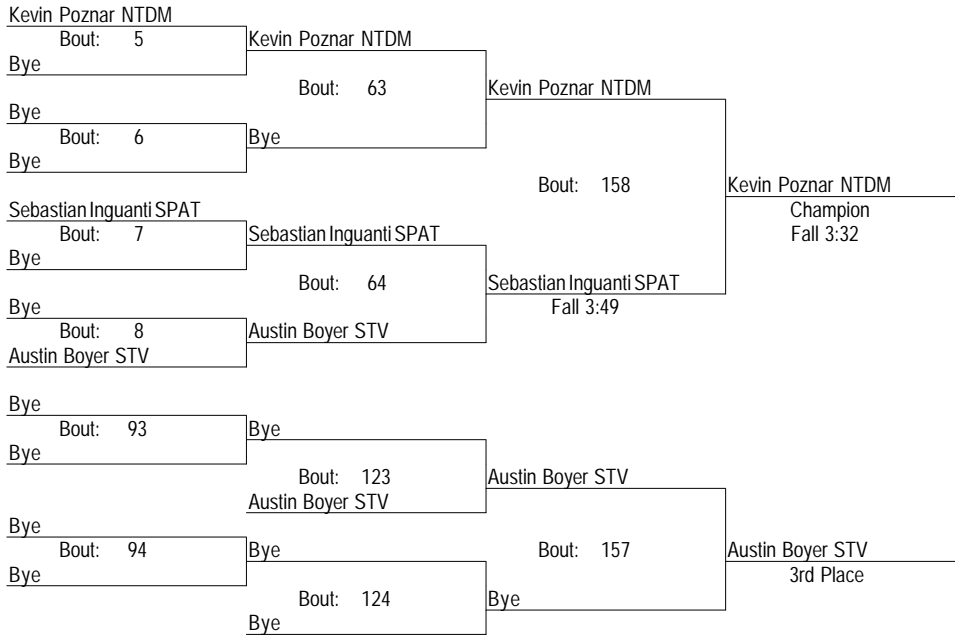 Kevin Poznar NTDM
Bout: 5
Kevin Poznar NTDM
Bye
Bout: 63
Kevin Poznar NTDM
Bye
Bout: 6
Bye
Bye
Bout: 158
Kevin Poznar NTDM
Sebastian Inguanti SPAT
Champion
Bout: 7
Sebastian Inguanti SPAT
Fall 3:32
Bye
Bout: 64
Sebastian Inguanti SPAT
Bye
Fall 3:49
Bout: 8
Austin Boyer STV
Austin Boyer STV
Bye
Bout: 93
Bye
Bye
Bout: 123
Austin Boyer STV
Austin Boyer STV
Bye
Bout: 94
Bye
Bout: 157
Austin Boyer STV
Bye
3rd Place
Bout: 124
Bye
Bye